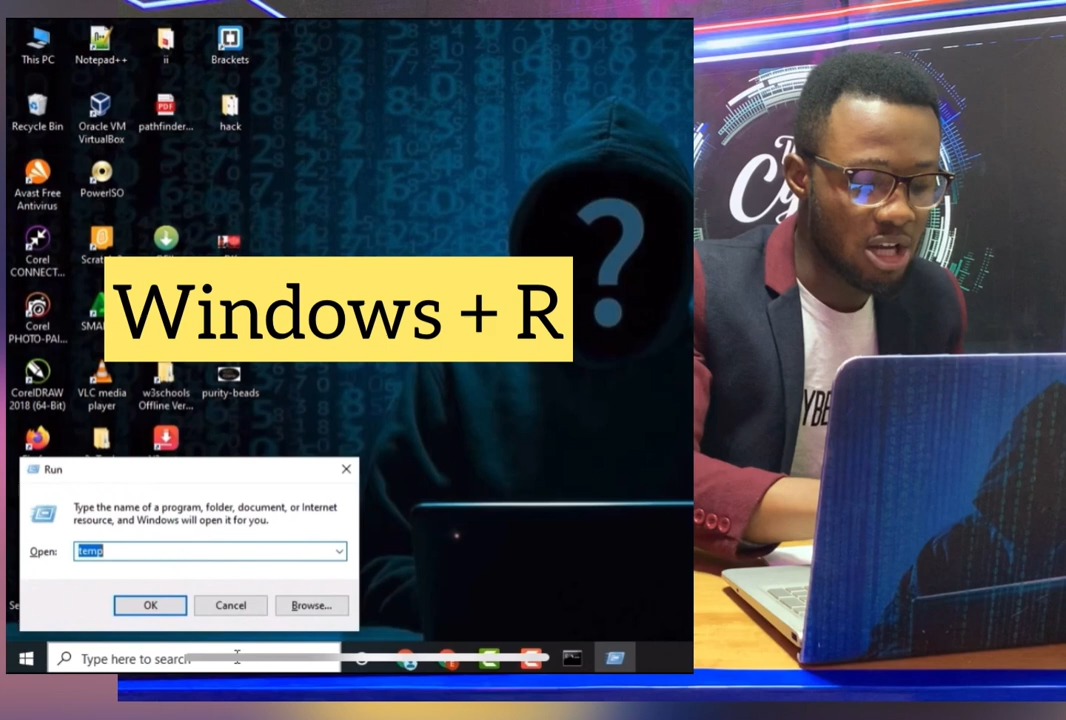 This PC
Notepad++
ii
Brackets
Recycle Bin
Oracle VM
VirtualBox
PDF
pathfinder...
hack
Avast Free
Antivirus
PowerISO
Corel
CONNECT...
?
Windows + R
Corel
PHOTO-PAI...
CorelDRAW
2018 (64-Bit)
VLC media
player
w3schools
Offline Ver...
purity-beads
Run
Type the name of a program, folder, document, or Internet
resource, and Windows will open it for you.
Open:
temp
OK
Cancel
Browse...
Type here to search
Cy